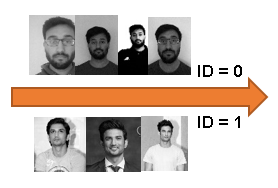 ID = 0
ID = 1